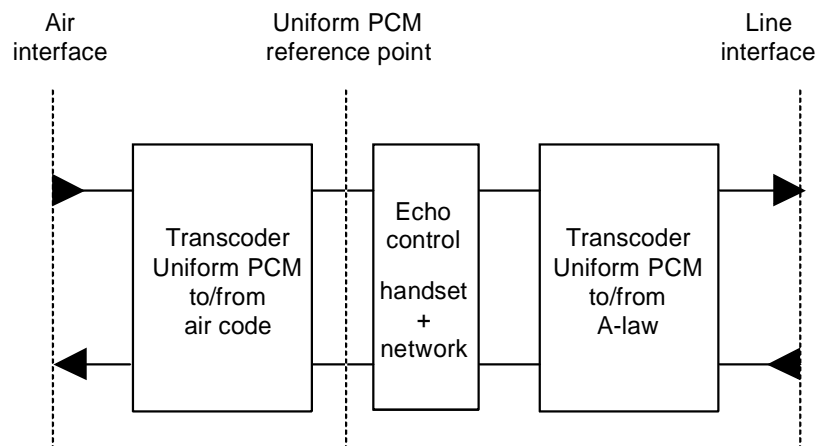 Air
interface
Uniform PCM
reference point
Line
interface
Transcoder
Uniform PCM
to/from
air code
Echo
control
handset
+
network
Transcoder
Uniform PCM
to/from
A-law